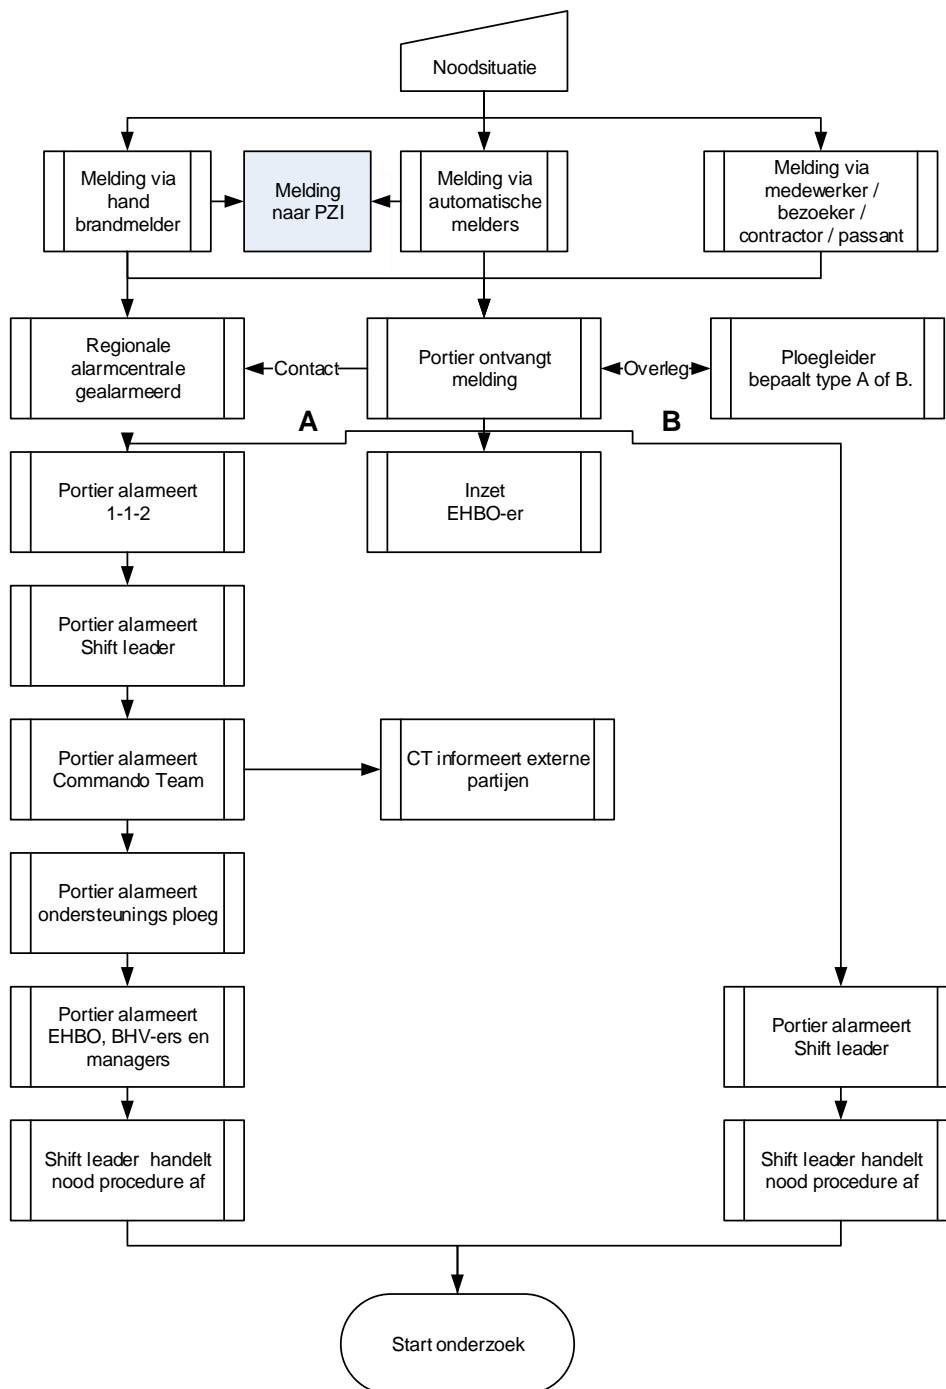 Noodsituatie
Melding via
hand
brandmelder
Melding
naar PZI
Melding via
automatische
melders
Melding via
medewerker /
bezoeker /
contractor / passant
Regionale
alarmcentrale
gealarmeerd
Contact
Portier ontvangt
melding
Overleg
Ploegleider
bepaalt type A of B.
A
B
Portier alarmeert
1-1-2
Inzet
EHBO-er
Portier alarmeert
Shift leader
Portier alarmeert
Commando Team
CT informeert externe
partijen
Portier alarmeert
ondersteunings ploeg
Portier alarmeert
EHBO, BHV-ers en
managers
Portier alarmeert
Shift leader
Shift leader handelt
nood procedure af
Shift leader handelt
nood procedure af
Start onderzoek